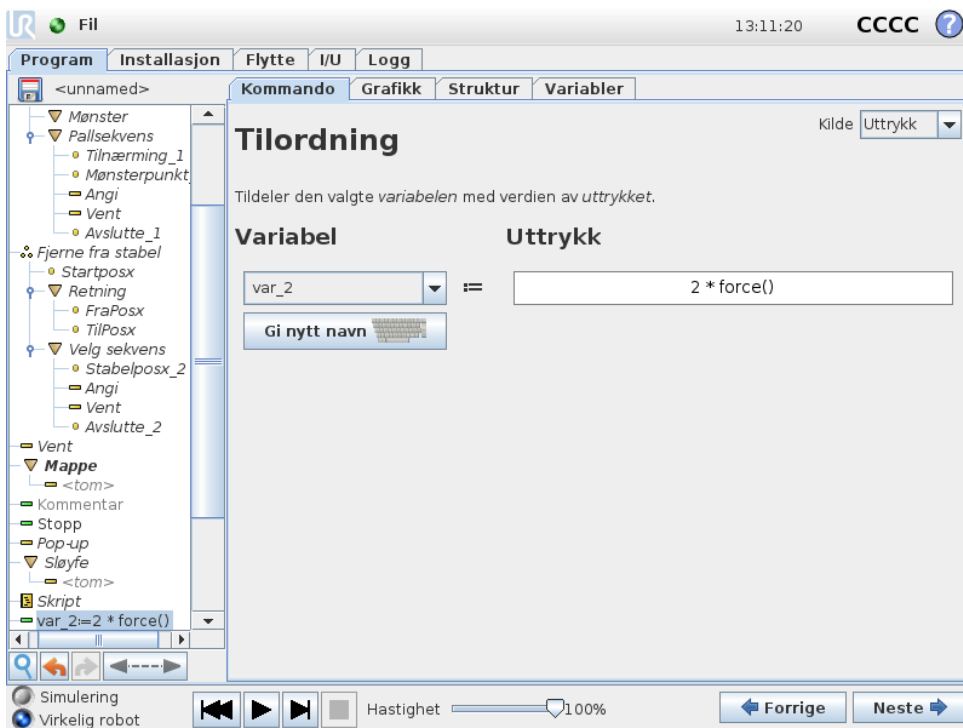 UR Fil 13:11:20 CCCC ?
Program Installasjon Flytte I/U Logg
<unnamed>
Kommando Grafikk Struktur Variabler
Mønster
Pallsekvens
Tilnærming_1
Mønsterpunkt_
Angi
Vent
Avslutte_1
Fjerne fra stabel
Startposx
Retning
FraPosx
TilPosx
Velg sekvens
Stabelposx_2
Angi
Vent
Avslutte_2
Vent
Mappe
<tom>
Kommentar
Stopp
Pop-up
Sløyfe
<tom>
Skript
var_2:=2 * force()
Kilde Uttrykk
Tilordning
Tildeler den valgte variabelen med verdien av uttrykket.
Variabel Uttrykk
var_2 := 2 * force()
Gi nytt navn
Simulering
Virkelig robot
Hastighet 100%
Forrige Neste